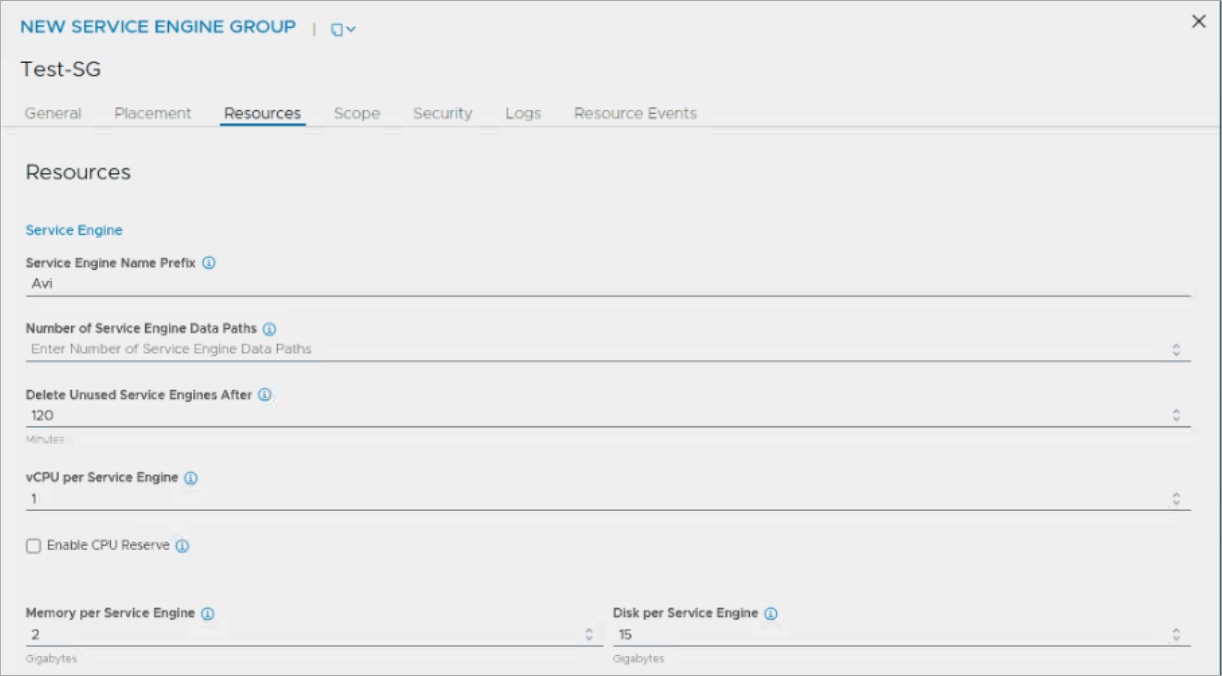 NEW SERVICE ENGINE GROUP |
Test-SG
General Placement Resources Scope Security Logs Resource Events
Resources
Service Engine
Service Engine Name Prefix
Avi
Number of Service Engine Data Paths
Enter Number of Service Engine Data Paths
Delete Unused Service Engines After
120
Minutes
vCPU per Service Engine
1
Enable CPU Reserve
Memory per Service Engine Disk per Service Engine
2 15
Gigabytes Gigabytes